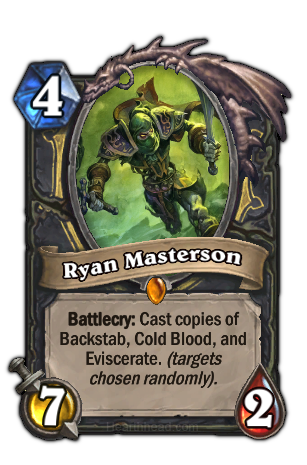 4
Ryan Masterson
Battlecry: Cast copies of
Backstab, Cold Blood, and
Eviscerate. (targets
chosen randomly).
7
2